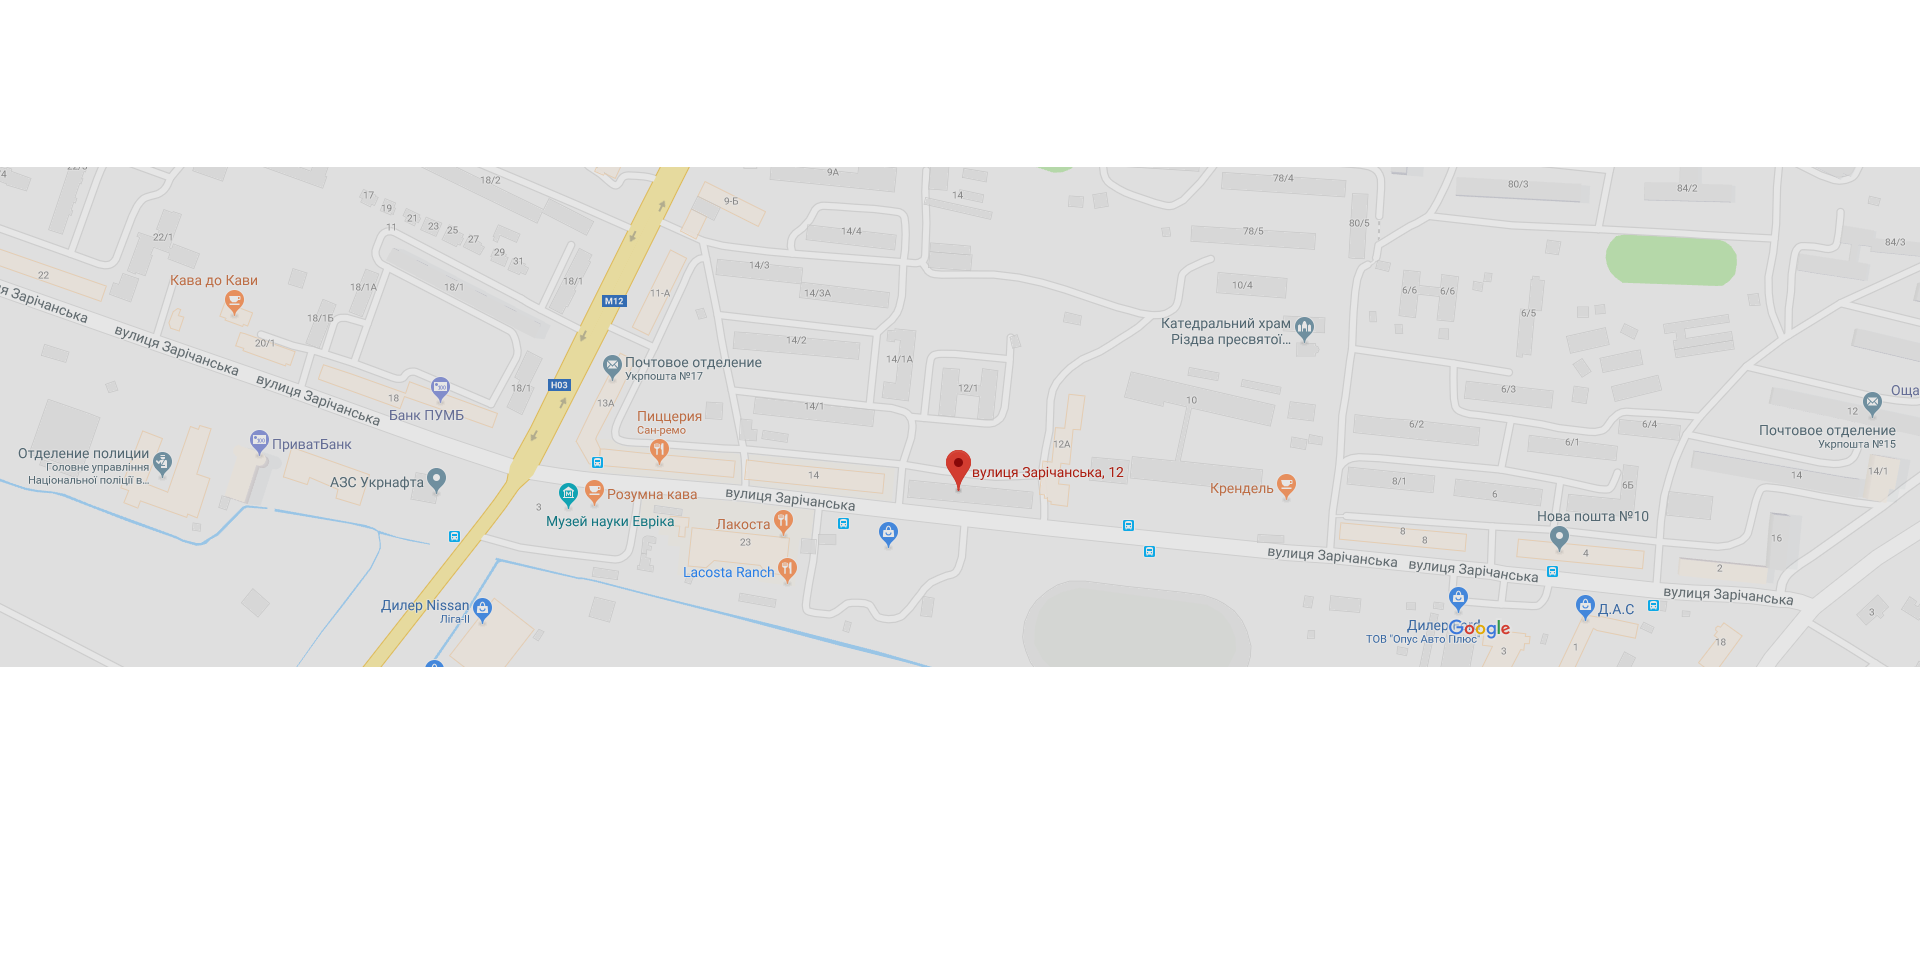 9А
14
78/4
80/3
84/2
18/2
17
19
21
23
25
27
29
31
11
9-Б
14/4
80/5
78/5
84/3
22/1
22
Кава до Кави
18/1А
18/1
18/1
11-А
14/3
14/3А
10/4
6/6
6/6
6/5
М12
18/1Б
вулиця Зарічанська
вулиця Зарічанська
20/1
14/2
14/1А
Катедральний храм
Різдва пресвятої...
Почтовое отделение
Укрпошта №17
Н03
вулиця Зарічанська
18
18/1
Банк ПУМБ
13А
12/1
14/1
10
6/3
12
Оща
Пиццерия
Сан-ремо
6/2
6/4
6/1
Почтовое отделение
Укрпошта №15
ПриватБанк
Отделение полиции
Головне управління
Національної поліції в...
АЗС Укрнафта
12А
14
вулиця Зарічанська, 12
14/1
14
8/1
6
6Б
Крендель
Розумна кава
вулиця Зарічанська
3
Музей науки Евріка
Лакоста
23
Lacosta Ranch
Нова пошта №10
8
8
4
16
2
вулиця Зарічанська
вулиця Зарічанська
вулиця Зарічанська
Дилер Nissan
Ліга-ІІ
Д.А.С
3
Дилер Ford
Google
ТОВ "Опус Авто Плюс"
3
1
18